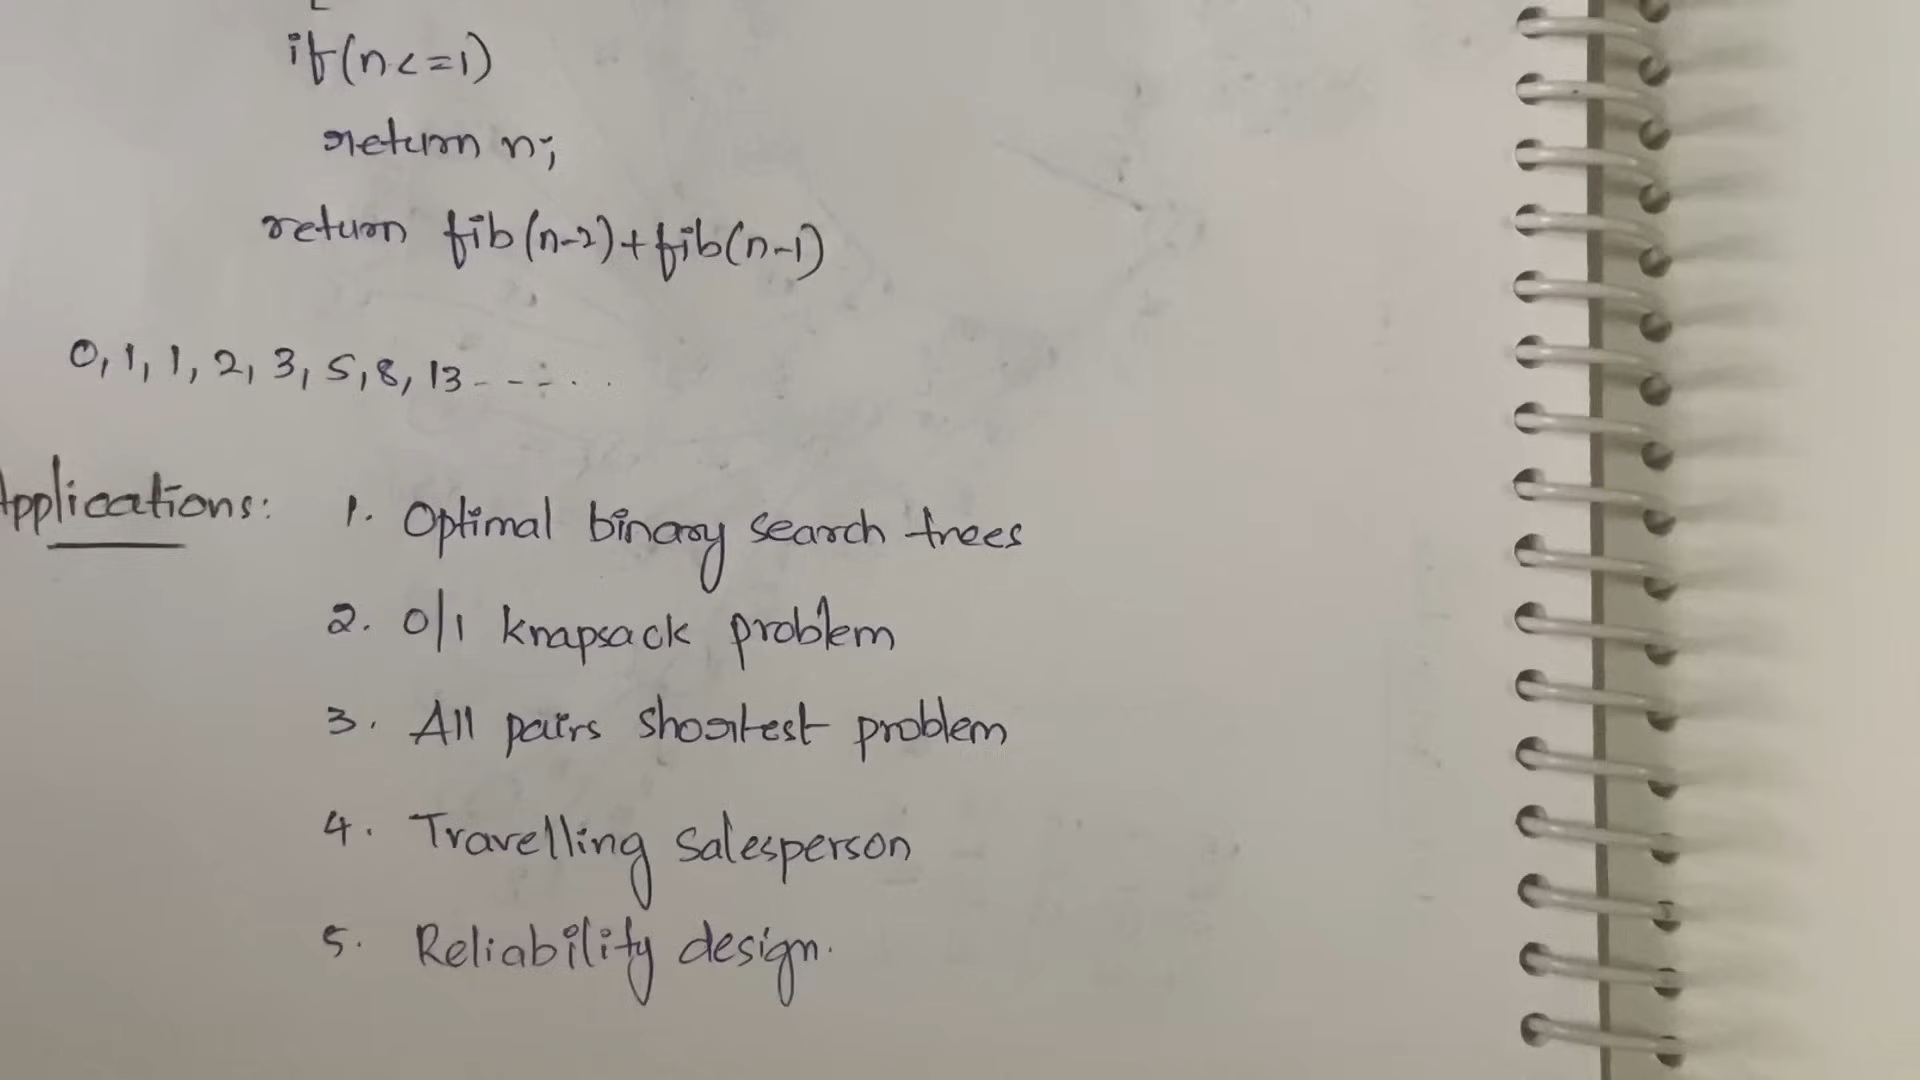 if(n<=1)
return n;
return fib(n-2)+fib(n-1)
0, 1, 1, 2, 3, 5, 8, 13 - - - . .
Applications: 1. Optimal binary search trees
2. 0/1 knapsack problem
3. All pairs shortest problem
4. Travelling salesperson
5. Reliability design.